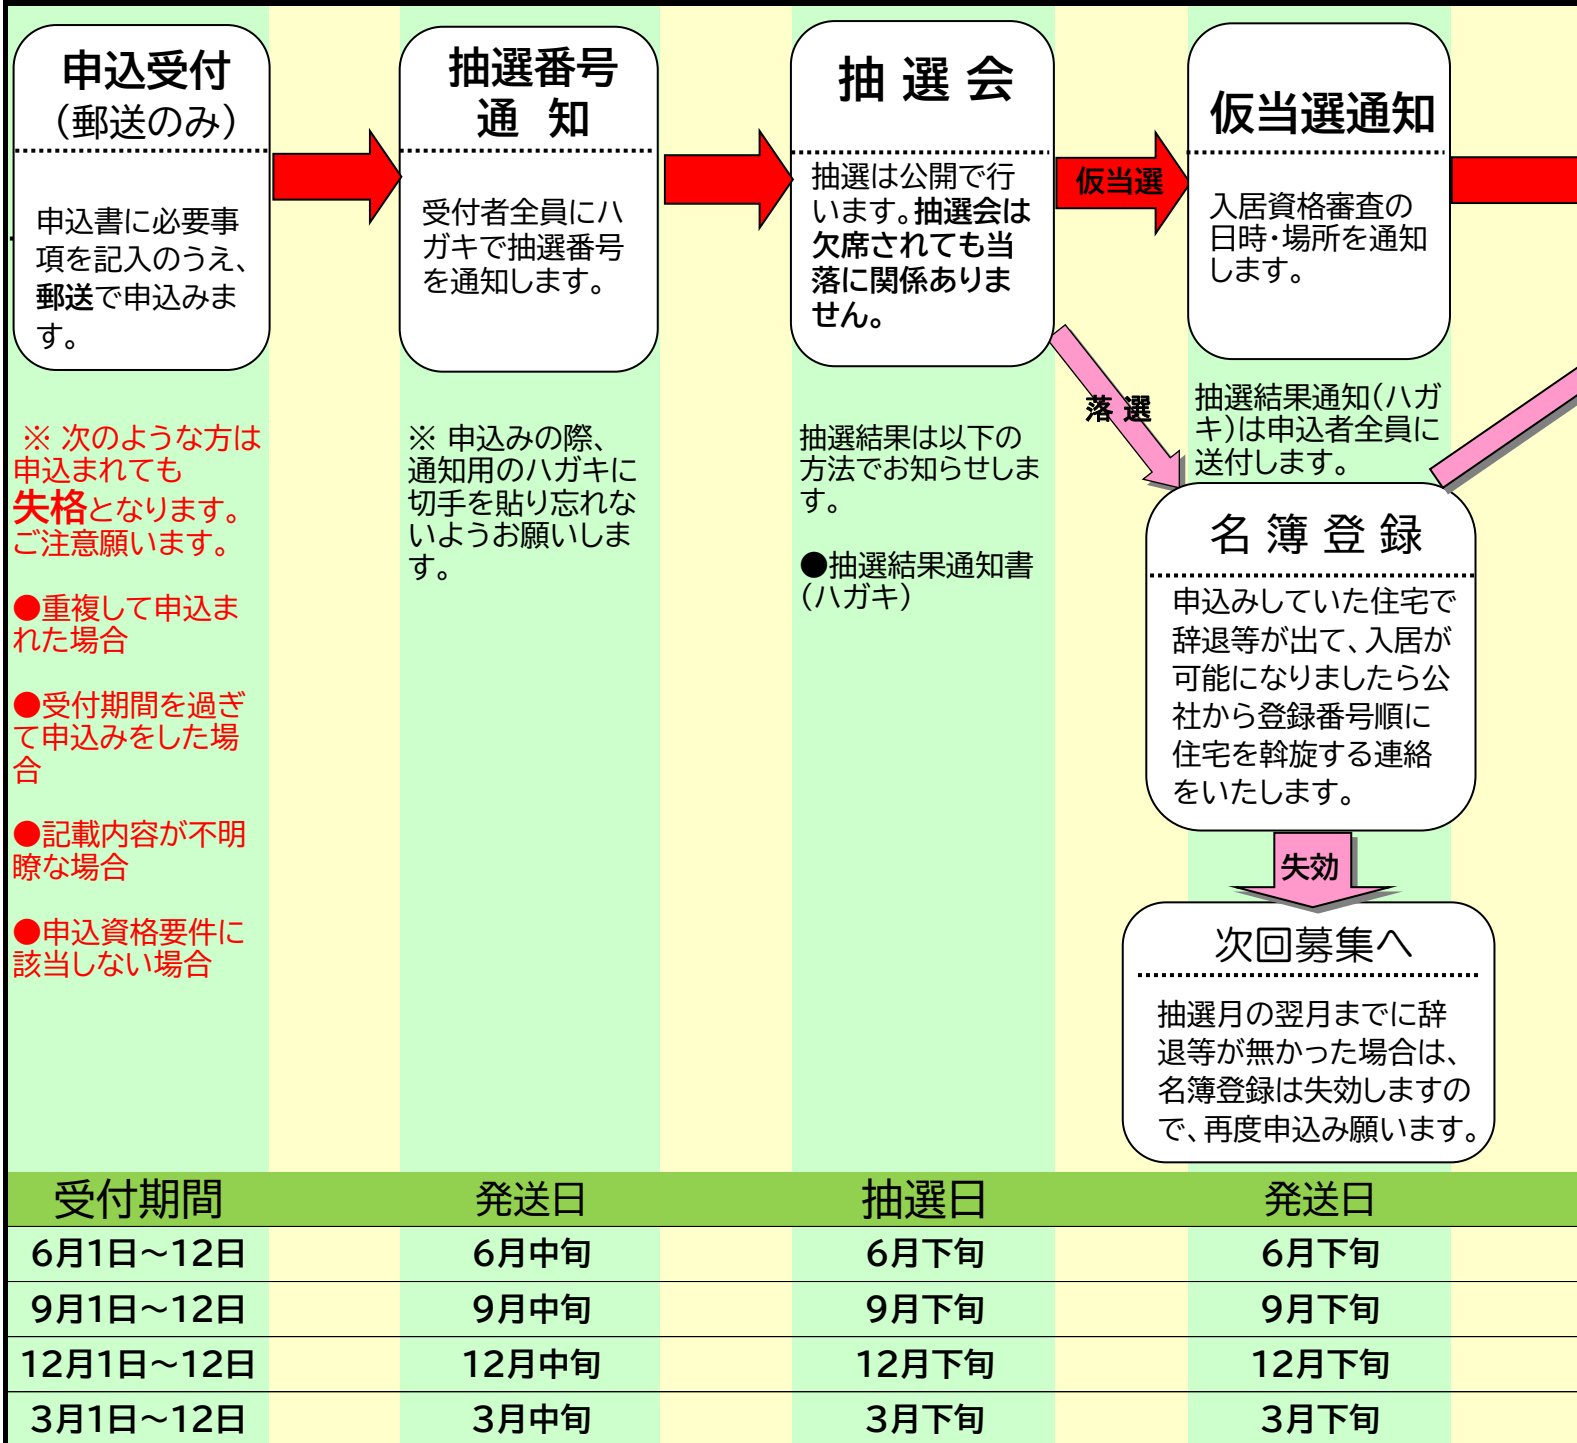 申込受付
（郵送のみ）
申込書に必要事
項を記入のうえ、
郵送で申込みま
す。
※ 次のような方は
申込まれても
失格となります。
ご注意願います。
●重複して申込ま
れた場合
●受付期間を過ぎ
て申込みをした場
合
●記載内容が不明
瞭な場合
●申込資格要件に
該当しない場合
抽選番号
通 知
受付者全員にハ
ガキで抽選番号
を通知します。
※ 申込みの際、
通知用のハガキに
切手を貼り忘れな
いようお願いしま
す。
抽 選 会
抽選は公開で行
います。抽選会は
欠席されても当
落に関係ありま
せん。
抽選結果は以下の
方法でお知らせしま
す。
●抽選結果通知書
（ハガキ）
仮当選
落 選
仮当選通知
入居資格審査の
日時・場所を通知
します。
抽選結果通知(ハガ
キ)は申込者全員に
送付します。
名 簿 登 録
申込みしていた住宅で
辞退等が出て、入居が
可能になりましたら公
社から登録番号順に
住宅を斡旋する連絡
をいたします。
失効
次回募集へ
抽選月の翌月までに辞
退等が無かった場合は、
名簿登録は失効しますの
で、再度申込み願います。
受付期間 発送日 抽選日 発送日
6月1日～12日 6月中旬 6月下旬 6月下旬
9月1日～12日 9月中旬 9月下旬 9月下旬
12月1日～12日 12月中旬 12月下旬 12月下旬
3月1日～12日 3月中旬 3月下旬 3月下旬